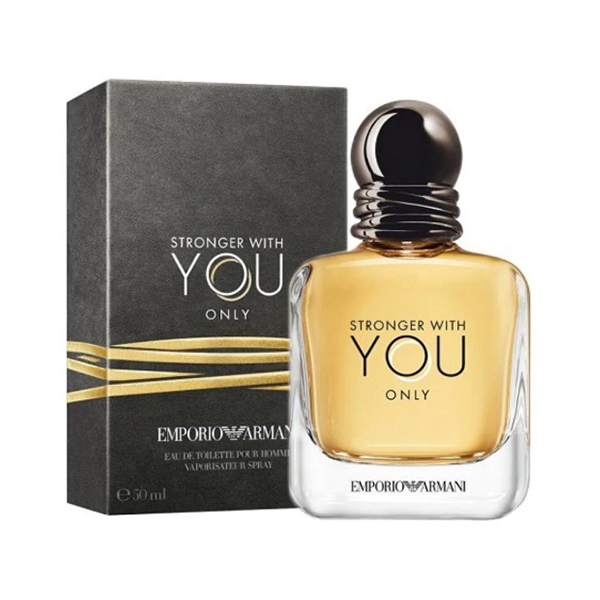 STRONGER WITH
YOU
ONLY
EMPORIO ARMANI
EAU DE TOILETTE POUR HOMME
VAPORISATEUR SPRAY
e 50 ml
STRONGER WITH
YOU
ONLY
EMPORIO ARMANI